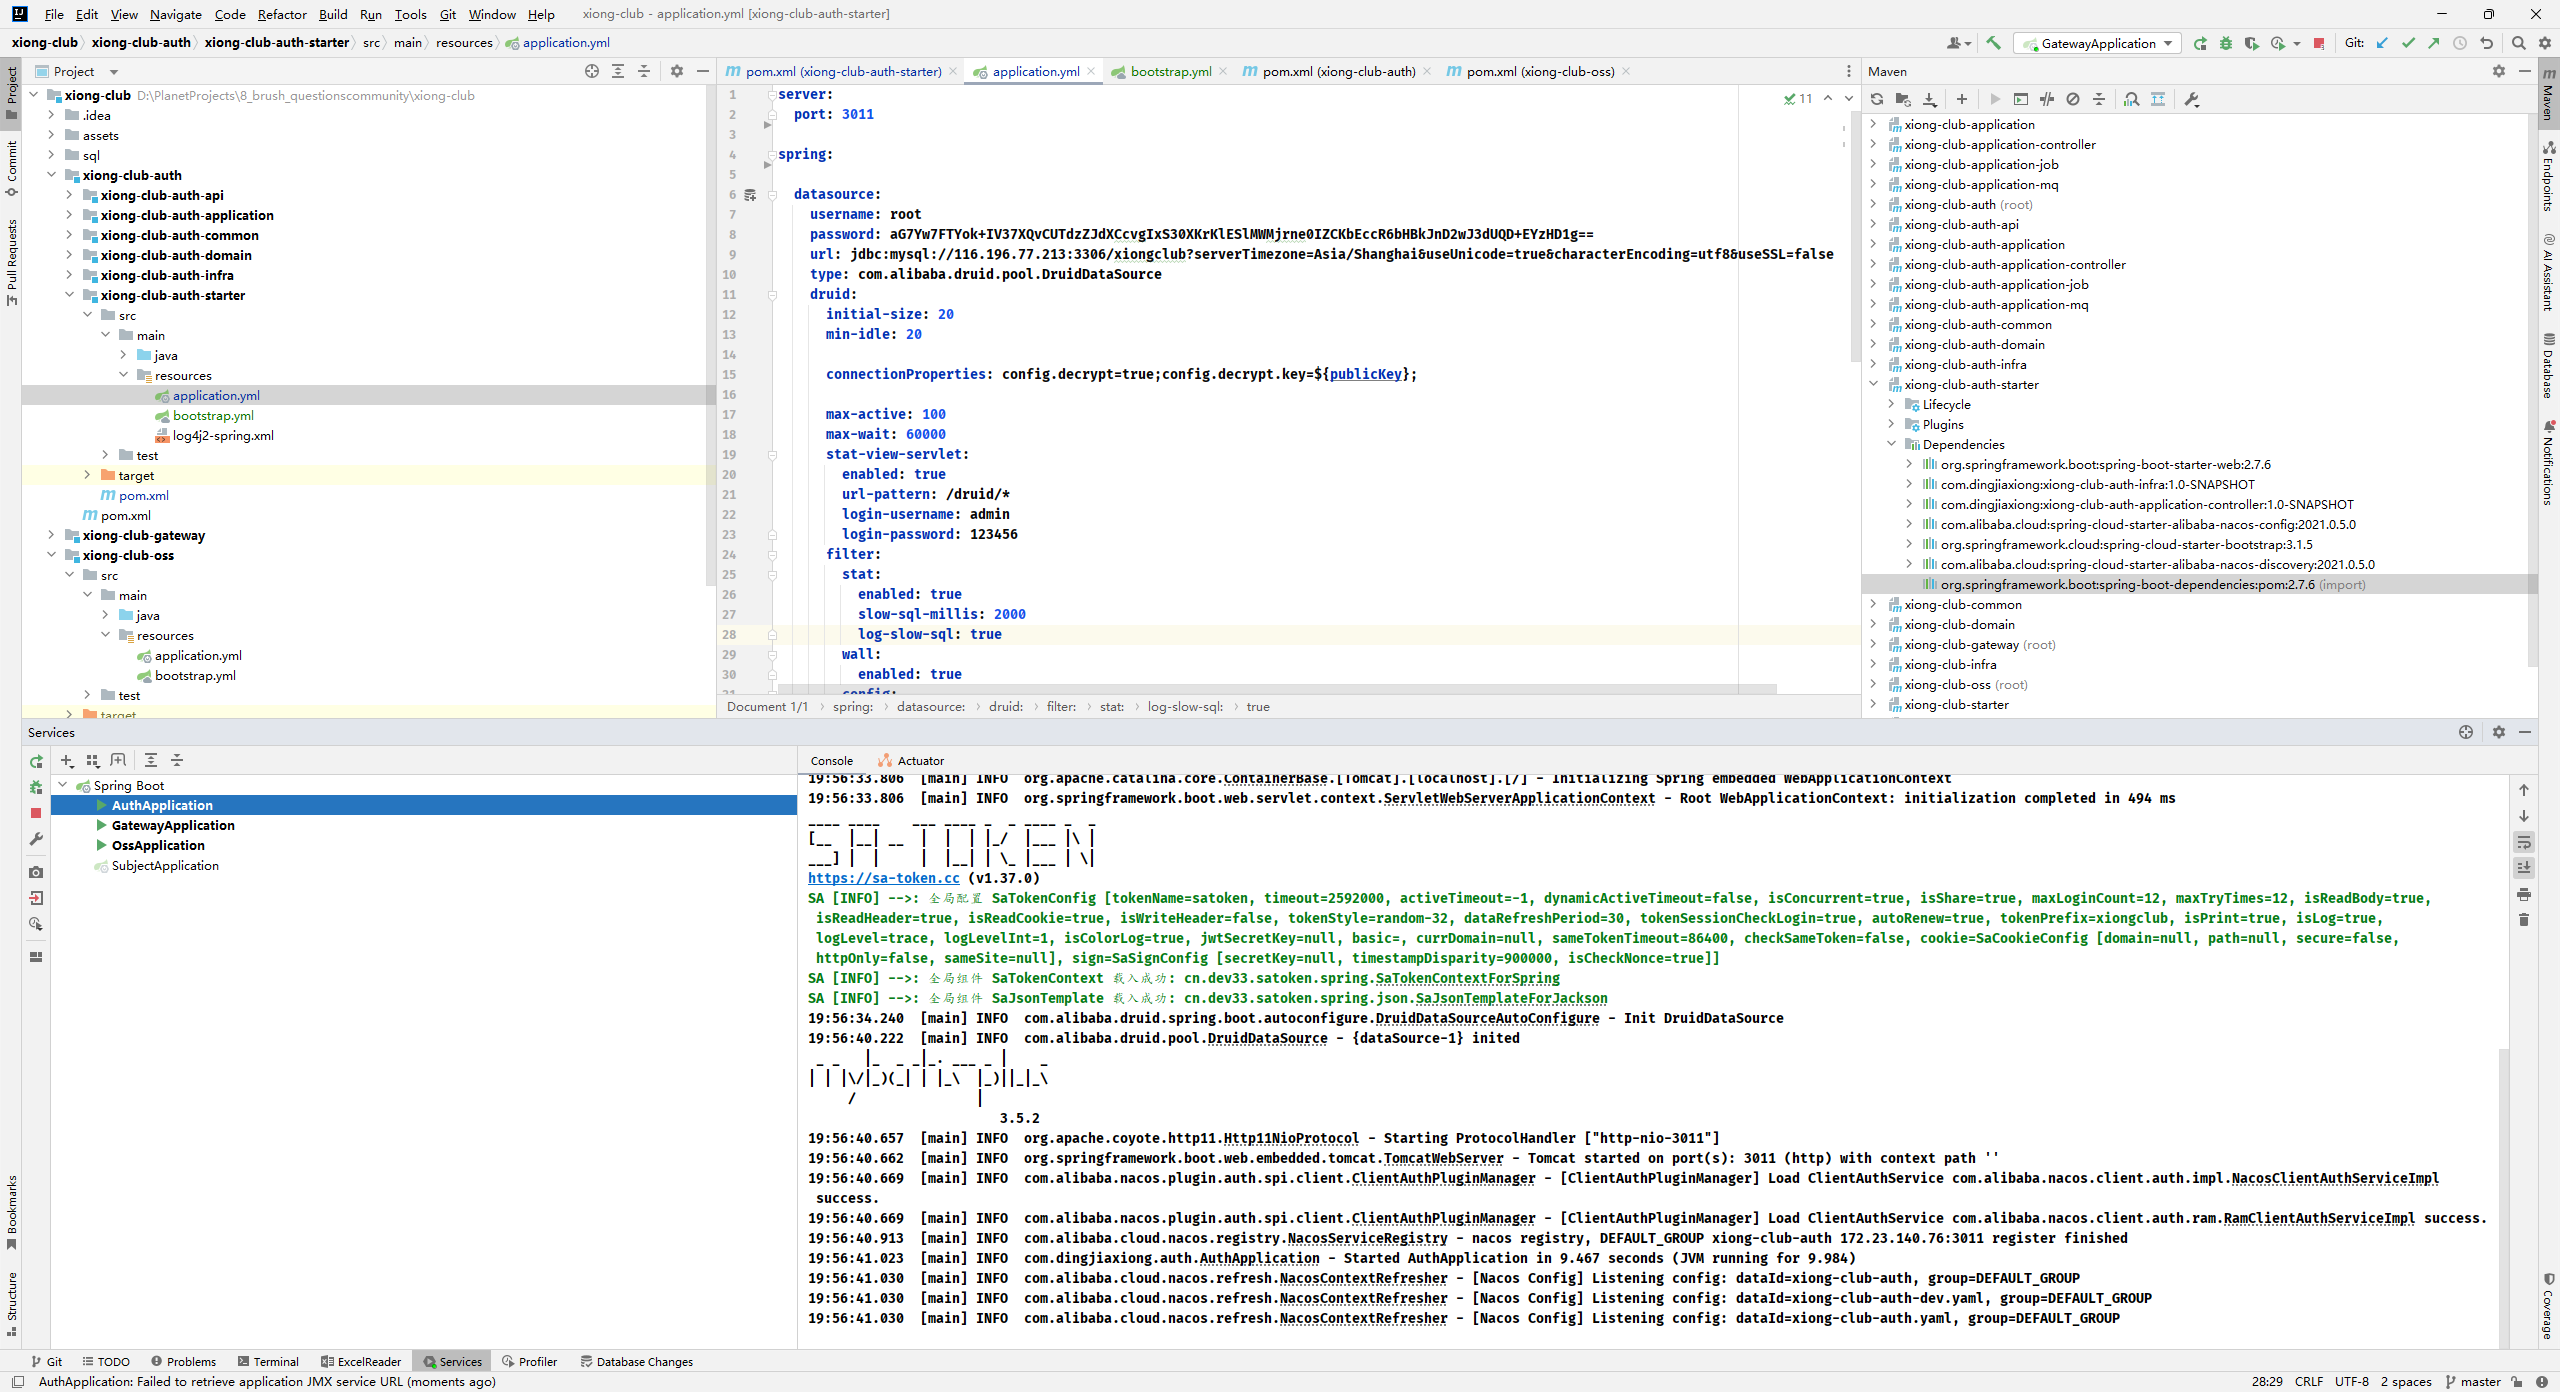 File Edit View Navigate Code Refactor Build Run Tools Git Window Help xiong-club - application.yml [xiong-club-auth-starter]
xiong-club xiong-club-auth xiong-club-auth-starter src main resources application.yml GatewayApplication Git:
Project
pom.xml (xiong-club-auth-starter) application.yml bootstrap.yml pom.xml (xiong-club-auth) pom.xml (xiong-club-oss)
Maven
Project
Commit
Pull Requests
Bookmarks
Structure
xiong-club D:\PlanetProjects\8_brush_questionscommunity\xiong-club
.idea
assets
sql
xiong-club-auth
xiong-club-auth-api
xiong-club-auth-application
xiong-club-auth-common
xiong-club-auth-domain
xiong-club-auth-infra
xiong-club-auth-starter
src
main
java
resources
application.yml
bootstrap.yml
log4j2-spring.xml
test
target
pom.xml
pom.xml
xiong-club-gateway
xiong-club-oss
src
main
java
resources
application.yml
bootstrap.yml
test
target
11
1 server:
2 port: 3011
3
4 spring:
5
6 datasource:
7 username: root
8 password: aG7Yw7FTYok+IV37XQvCUTdzZJdXCcvgIxS30XKrKlESlMWMjrne0IZCKbEccR6bHBkJnD2wJ3dUQD+EYzHD1g==
9 url: jdbc:mysql://116.196.77.213:3306/xiongclub?serverTimezone=Asia/Shanghai&useUnicode=true&characterEncoding=utf8&useSSL=false
10 type: com.alibaba.druid.pool.DruidDataSource
11 druid:
12 initial-size: 20
13 min-idle: 20
14
15 connectionProperties: config.decrypt=true;config.decrypt.key=${publicKey};
16
17 max-active: 100
18 max-wait: 60000
19 stat-view-servlet:
20 enabled: true
21 url-pattern: /druid/*
22 login-username: admin
23 login-password: 123456
24 filter:
25 stat:
26 enabled: true
27 slow-sql-millis: 2000
28 log-slow-sql: true
29 wall:
30 enabled: true
31 config:
Document 1/1 spring: datasource: druid: filter: stat: log-slow-sql: true
xiong-club-application
xiong-club-application-controller
xiong-club-application-job
xiong-club-application-mq
xiong-club-auth (root)
xiong-club-auth-api
xiong-club-auth-application
xiong-club-auth-application-controller
xiong-club-auth-application-job
xiong-club-auth-application-mq
xiong-club-auth-common
xiong-club-auth-domain
xiong-club-auth-infra
xiong-club-auth-starter
Lifecycle
Plugins
Dependencies
org.springframework.boot:spring-boot-starter-web:2.7.6
com.dingjiaxiong:xiong-club-auth-infra:1.0-SNAPSHOT
com.dingjiaxiong:xiong-club-auth-application-controller:1.0-SNAPSHOT
com.alibaba.cloud:spring-cloud-starter-alibaba-nacos-config:2021.0.5.0
org.springframework.cloud:spring-cloud-starter-bootstrap:3.1.5
com.alibaba.cloud:spring-cloud-starter-alibaba-nacos-discovery:2021.0.5.0
org.springframework.boot:spring-boot-dependencies:pom:2.7.6 (import)
xiong-club-common
xiong-club-domain
xiong-club-gateway (root)
xiong-club-infra
xiong-club-oss (root)
xiong-club-starter
Maven
Endpoints
AI Assistant
Database
Notifications
Coverage
Services
Spring Boot
AuthApplication
GatewayApplication
OssApplication
SubjectApplication
Console Actuator
19:56:33.806 [main] INFO org.apache.catalina.core.ContainerBase.[Tomcat].[localhost].[/] - Initializing Spring embedded WebApplicationContext
19:56:33.806 [main] INFO org.springframework.boot.web.servlet.context.ServletWebServerApplicationContext - Root WebApplicationContext: initialization completed in 494 ms
https://sa-token.cc (v1.37.0)
SA [INFO] -->: 全局配置 SaTokenConfig [tokenName=satoken, timeout=2592000, activeTimeout=-1, dynamicActiveTimeout=false, isConcurrent=true, isShare=true, maxLoginCount=12, maxTryTimes=12, isReadBody=true,
isReadHeader=true, isReadCookie=true, isWriteHeader=false, tokenStyle=random-32, dataRefreshPeriod=30, tokenSessionCheckLogin=true, autoRenew=true, tokenPrefix=xiongclub, isPrint=true, isLog=true,
logLevel=trace, logLevelInt=1, isColorLog=true, jwtSecretKey=null, basic=, currDomain=null, sameTokenTimeout=86400, checkSameToken=false, cookie=SaCookieConfig [domain=null, path=null, secure=false,
httpOnly=false, sameSite=null], sign=SaSignConfig [secretKey=null, timestampDisparity=900000, isCheckNonce=true]]
SA [INFO] -->: 全局组件 SaTokenContext 载入成功: cn.dev33.satoken.spring.SaTokenContextForSpring
SA [INFO] -->: 全局组件 SaJsonTemplate 载入成功: cn.dev33.satoken.spring.json.SaJsonTemplateForJackson
19:56:34.240 [main] INFO com.alibaba.druid.spring.boot.autoconfigure.DruidDataSourceAutoConfigure - Init DruidDataSource
19:56:40.222 [main] INFO com.alibaba.druid.pool.DruidDataSource - {dataSource-1} inited
3.5.2
19:56:40.657 [main] INFO org.apache.coyote.http11.Http11NioProtocol - Starting ProtocolHandler ["http-nio-3011"]
19:56:40.662 [main] INFO org.springframework.boot.web.embedded.tomcat.TomcatWebServer - Tomcat started on port(s): 3011 (http) with context path ''
19:56:40.669 [main] INFO com.alibaba.nacos.plugin.auth.spi.client.ClientAuthPluginManager - [ClientAuthPluginManager] Load ClientAuthService com.alibaba.nacos.client.auth.impl.NacosClientAuthServiceImpl
success.
19:56:40.669 [main] INFO com.alibaba.nacos.plugin.auth.spi.client.ClientAuthPluginManager - [ClientAuthPluginManager] Load ClientAuthService com.alibaba.nacos.client.auth.ram.RamClientAuthServiceImpl success.
19:56:40.913 [main] INFO com.alibaba.cloud.nacos.registry.NacosServiceRegistry - nacos registry, DEFAULT_GROUP xiong-club-auth 172.23.140.76:3011 register finished
19:56:41.023 [main] INFO com.dingjiaxiong.auth.AuthApplication - Started AuthApplication in 9.467 seconds (JVM running for 9.984)
19:56:41.030 [main] INFO com.alibaba.cloud.nacos.refresh.NacosContextRefresher - [Nacos Config] Listening config: dataId=xiong-club-auth, group=DEFAULT_GROUP
19:56:41.030 [main] INFO com.alibaba.cloud.nacos.refresh.NacosContextRefresher - [Nacos Config] Listening config: dataId=xiong-club-auth-dev.yaml, group=DEFAULT_GROUP
19:56:41.030 [main] INFO com.alibaba.cloud.nacos.refresh.NacosContextRefresher - [Nacos Config] Listening config: dataId=xiong-club-auth.yaml, group=DEFAULT_GROUP
Git TODO Problems Terminal ExcelReader Services Profiler Database Changes
AuthApplication: Failed to retrieve application JMX service URL (moments ago) 28:29 CRLF UTF-8 2 spaces master